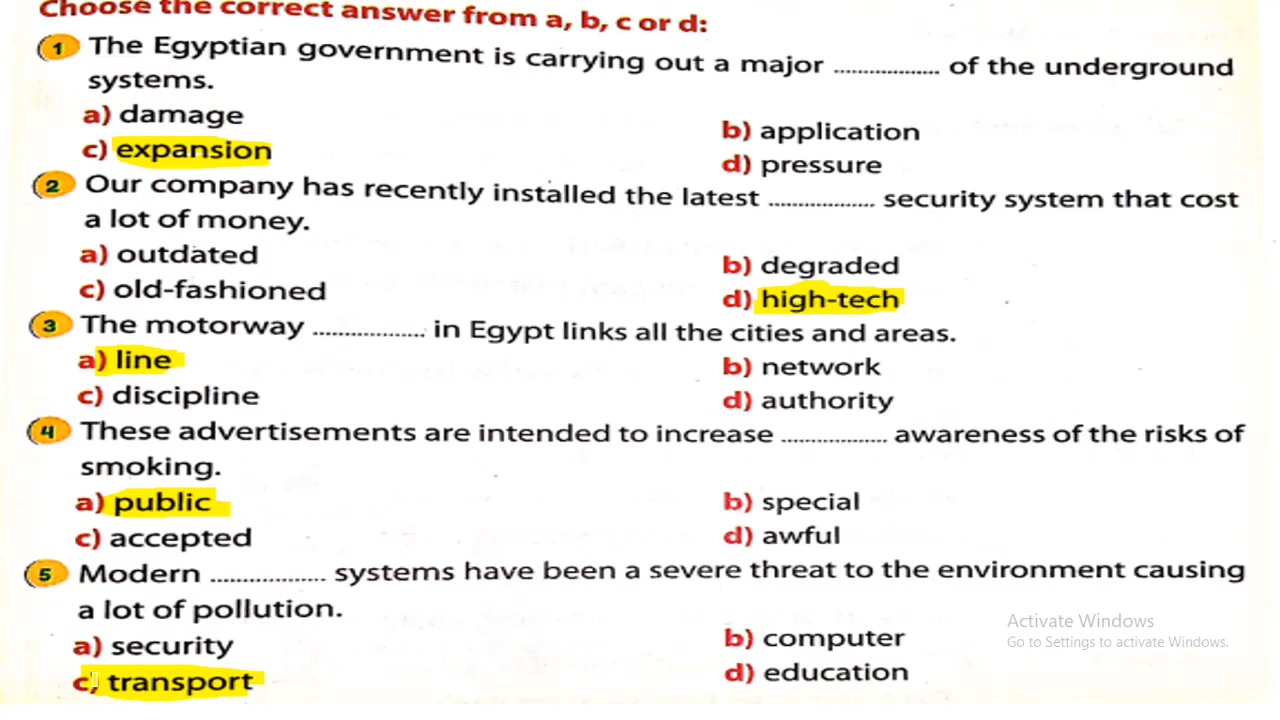 Choose the correct answer from a, b, c or d:
1 The Egyptian government is carrying out a major .................... of the underground
systems.
a) damage b) application
c) expansion d) pressure
2 Our company has recently installed the latest .................... security system that cost
a lot of money.
a) outdated b) degraded
c) old-fashioned d) high-tech
3 The motorway .................... in Egypt links all the cities and areas.
a) line b) network
c) discipline d) authority
4 These advertisements are intended to increase .................... awareness of the risks of
smoking.
a) public b) special
c) accepted d) awful
5 Modern .................... systems have been a severe threat to the environment causing
a lot of pollution.
a) security b) computer
c) transport d) education
Activate Windows
Go to Settings to activate Windows.